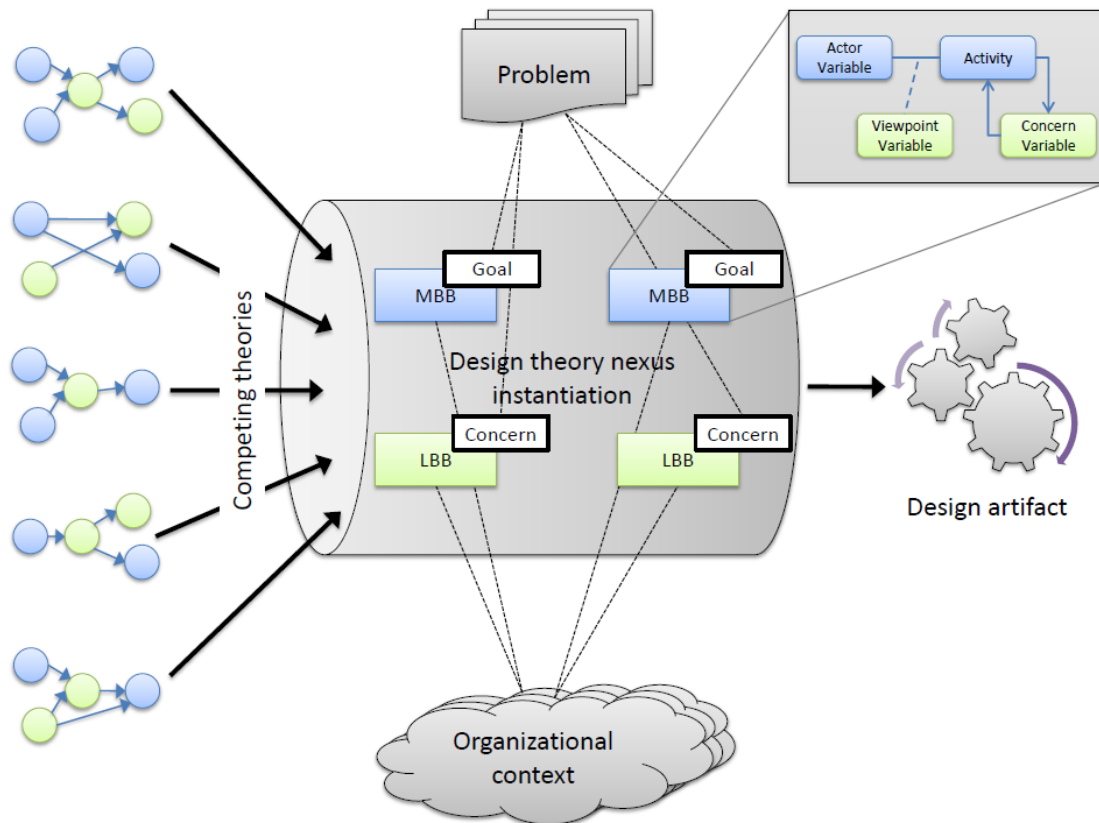 Problem
Actor
Variable
Activity
Viewpoint
Variable
Concern
Variable
Competing theories
Goal
MBB
Goal
MBB
Design theory nexus
instantiation
Concern
LBB
Concern
LBB
Design artifact
Organizational
context